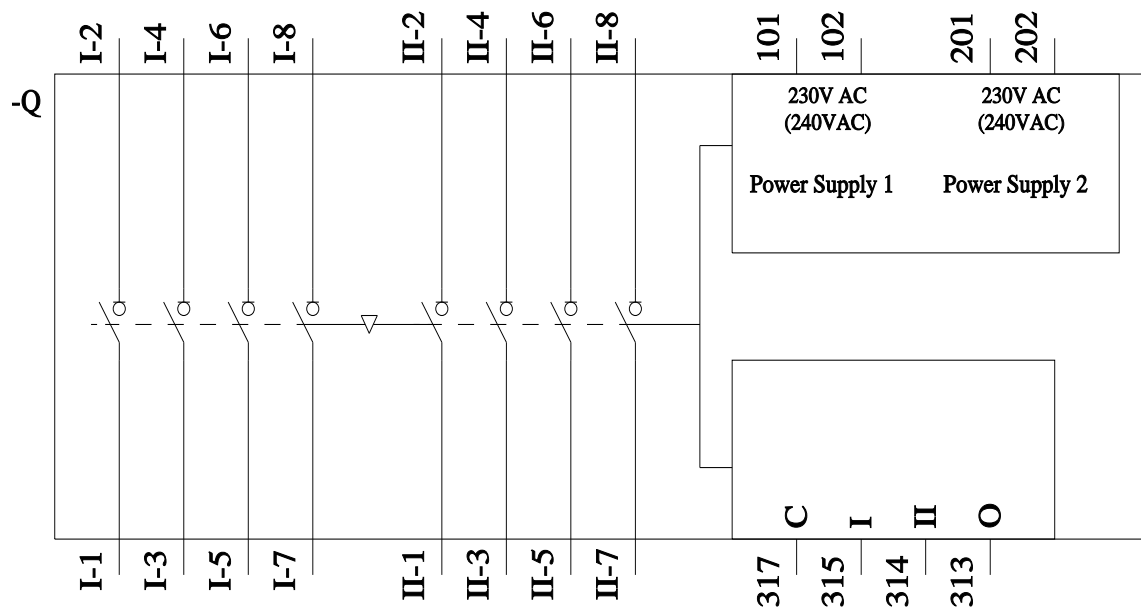 I-2
I-4
I-6
I-8
II-2
II-4
II-6
II-8
101
102
201
202
-Q
230V AC
(240VAC)
230V AC
(240VAC)
Power Supply 1
Power Supply 2
C
I
II
O
I-1
I-3
I-5
I-7
II-1
II-3
II-5
II-7
317
315
314
313